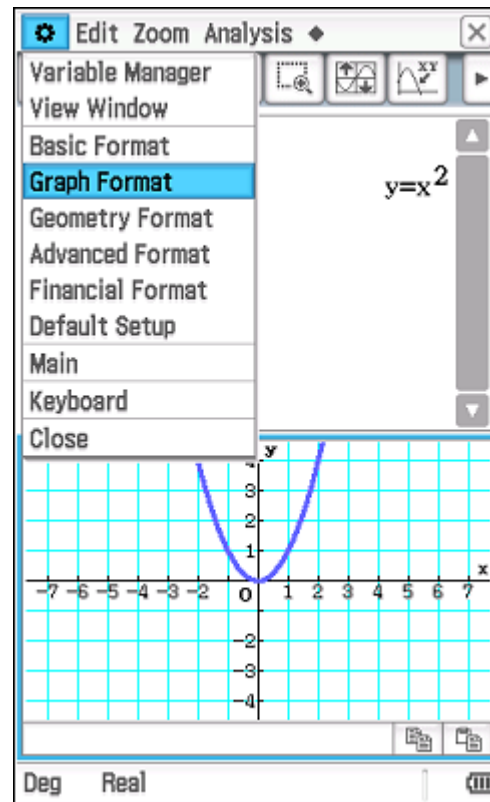 Edit Zoom Analysis ◆
Variable Manager
View Window
Basic Format
Graph Format
y=x²
Geometry Format
Advanced Format
Financial Format
Default Setup
Main
Keyboard
Close
y
3
2
1
x
-7 -6 -5 -4 -3 -2 0 1 2 3 4 5 6 7
-2
-3
-4
Deg Real